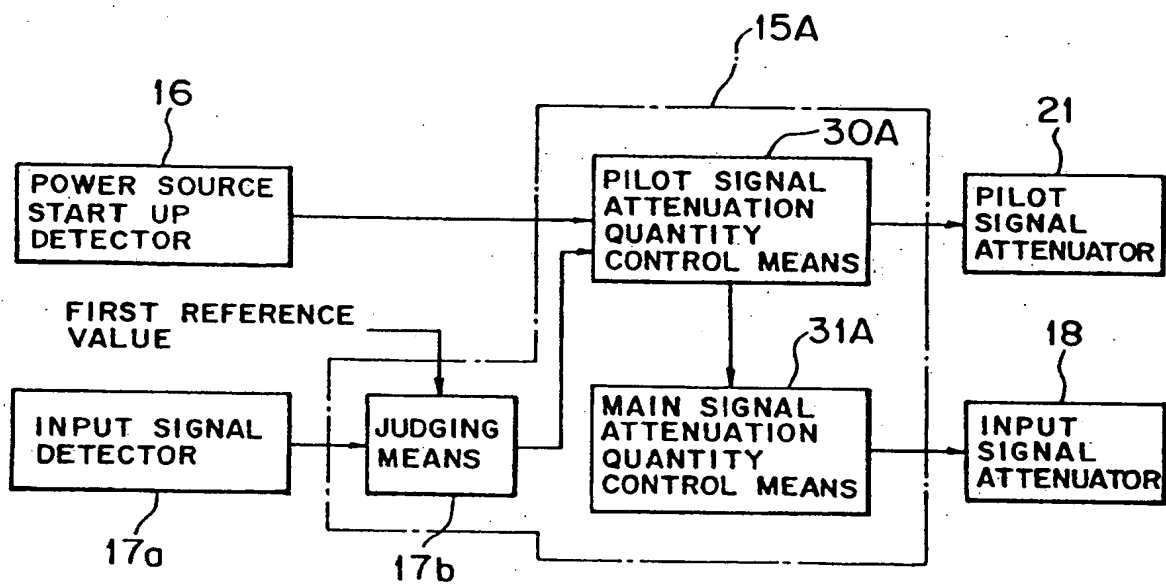 15A
16
30A
21
POWER SOURCE
START UP
DETECTOR
PILOT SIGNAL
ATTENUATION
QUANTITY
CONTROL MEANS
PILOT
SIGNAL
ATTENUATOR
FIRST REFERENCE
VALUE
31A
18
INPUT SIGNAL
DETECTOR
JUDGING
MEANS
MAIN SIGNAL
ATTENUATION
QUANTITY
CONTROL MEANS
INPUT
SIGNAL
ATTENUATOR
17a
17b